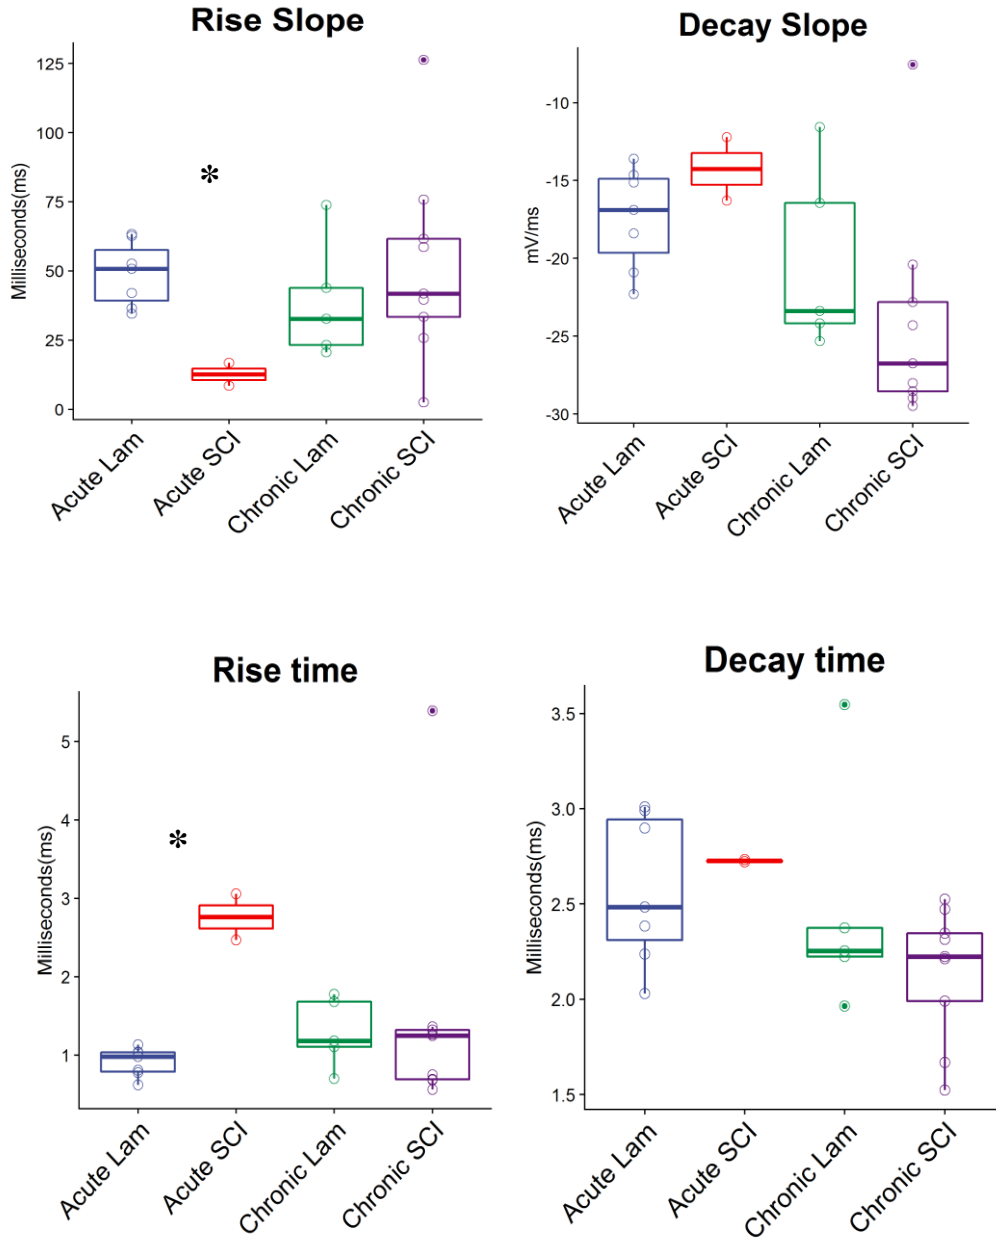 Rise Slope
Milliseconds(ms)
125
100
75
50
25
0
*
Acute Lam
Acute SCI
Chronic Lam
Chronic SCI
Decay Slope
mV/ms
-10
-15
-20
-25
-30
Acute Lam
Acute SCI
Chronic Lam
Chronic SCI
Rise time
Milliseconds(ms)
5
4
3
2
1
*
Acute Lam
Acute SCI
Chronic Lam
Chronic SCI
Decay time
Milliseconds(ms)
3.5
3.0
2.5
2.0
1.5
Acute Lam
Acute SCI
Chronic Lam
Chronic SCI